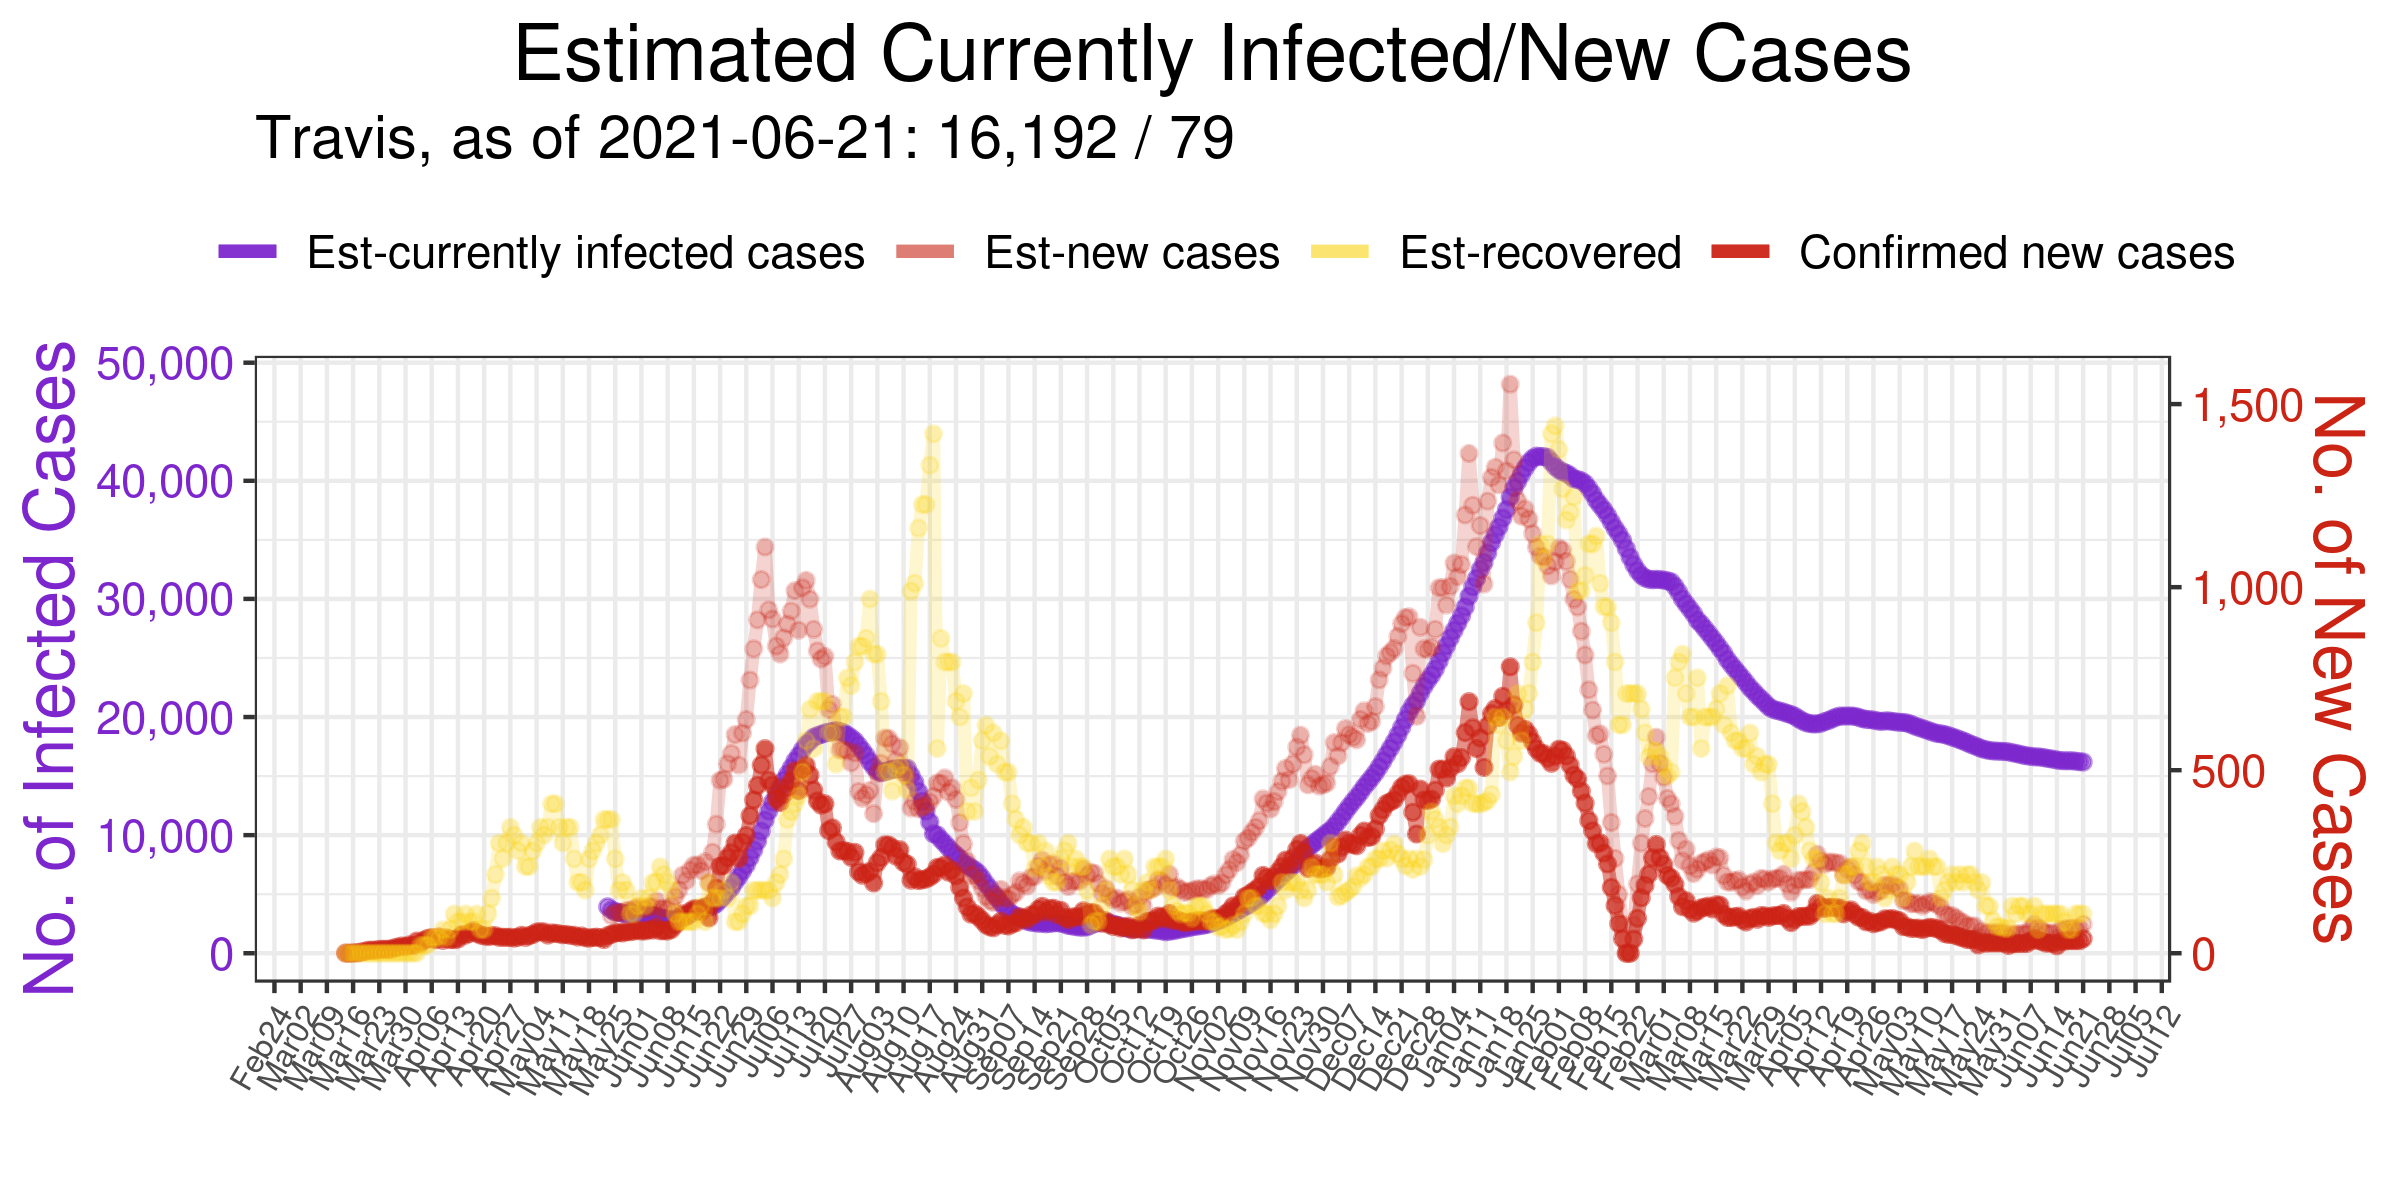 Estimated Currently Infected/New Cases
Travis, as of 2021-06-21: 16,192 / 79
Est-currently infected cases Est-new cases Est-recovered Confirmed new cases
No. of Infected Cases
50,000
40,000
30,000
20,000
10,000
0
1,500
1,000
500
0
No. of New Cases
Feb24
Mar02
Mar09
Mar16
Mar23
Mar30
Apr06
Apr13
Apr20
Apr27
May04
May11
May18
May25
Jun01
Jun08
Jun15
Jun22
Jun29
Jul06
Jul13
Jul20
Jul27
Aug03
Aug10
Aug17
Aug24
Aug31
Sep07
Sep14
Sep21
Sep28
Oct05
Oct12
Oct19
Oct26
Nov02
Nov09
Nov16
Nov23
Nov30
Dec07
Dec14
Dec21
Dec28
Jan04
Jan11
Jan18
Jan25
Feb01
Feb08
Feb15
Feb22
Mar01
Mar08
Mar15
Mar22
Mar29
Apr05
Apr12
Apr19
Apr26
May03
May10
May17
May24
May31
Jun07
Jun14
Jun21
Jun28
Jul05
Jul12